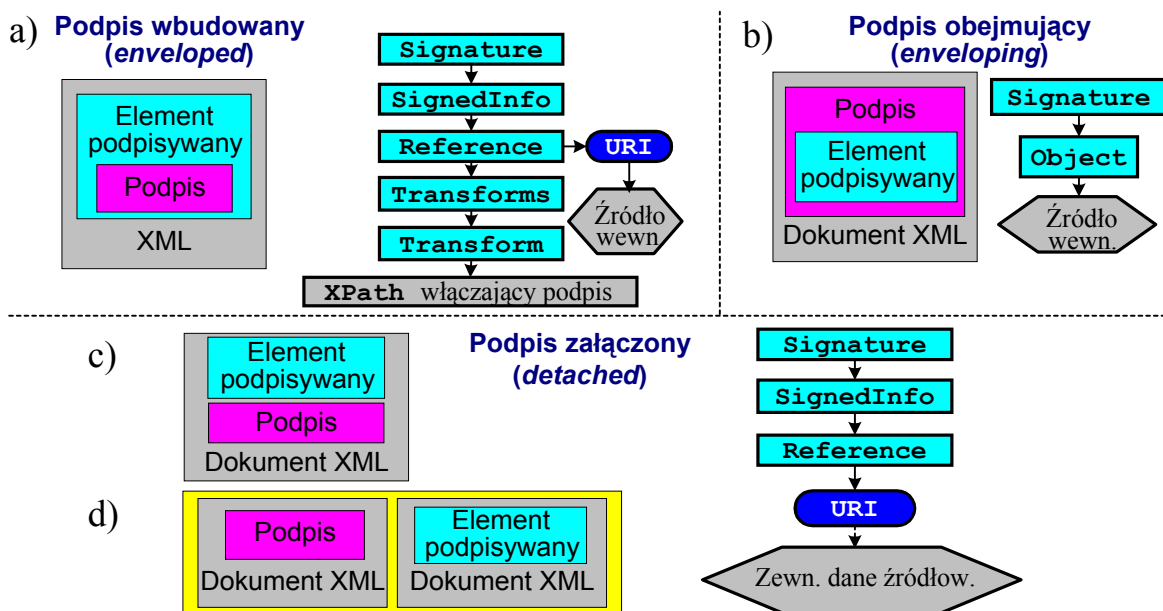 a)
Podpis wbudowany
(enveloped)
Element
podpisywany
Podpis
XML
Signature
SignedInfo
Reference
URI
Transforms
Źródło
wewn
Transform
XPath włączający podpis
b)
Podpis obejmujący
(enveloping)
Podpis
Element
podpisywany
Dokument XML
Signature
Object
Źródło
wewn.
c)
Element
podpisywany
Podpis
Dokument XML
Podpis załączony
(detached)
d)
Podpis
Dokument XML
Element
podpisywany
Dokument XML
Signature
SignedInfo
Reference
URI
Zewn. dane źródłow.